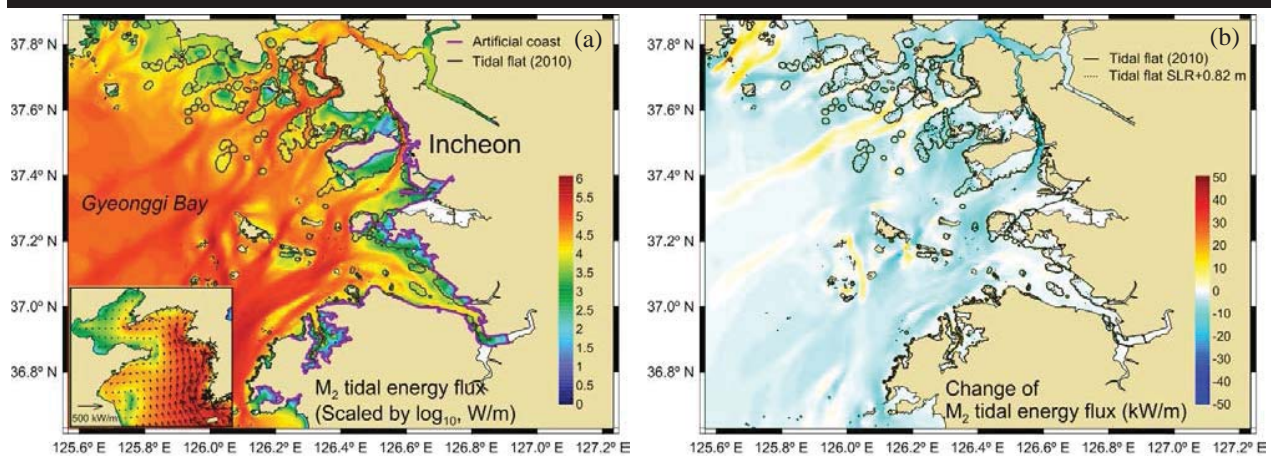 (a)
Artificial coast
Tidal flat (2010)
Incheon
Gyeonggi Bay
M₂ tidal energy flux
(Scaled by log₁₀, W/m)
500 kW/m
6
5.5
5
4.5
4
3.5
3
2.5
2
1.5
1
0.5
0
37.8° N
37.6° N
37.4° N
37.2° N
37.0° N
36.8° N
125.6° E 125.8° E 126.0° E 126.2° E 126.4° E 126.6° E 126.8° E 127.0° E 127.2° E
(b)
Tidal flat (2010)
Tidal flat SLR+0.82 m
Change of
M₂ tidal energy flux (kW/m)
50
40
30
20
10
0
-10
-20
-30
-40
-50
37.8° N
37.6° N
37.4° N
37.2° N
37.0° N
36.8° N
125.6° E 125.8° E 126.0° E 126.2° E 126.4° E 126.6° E 126.8° E 127.0° E 127.2° E